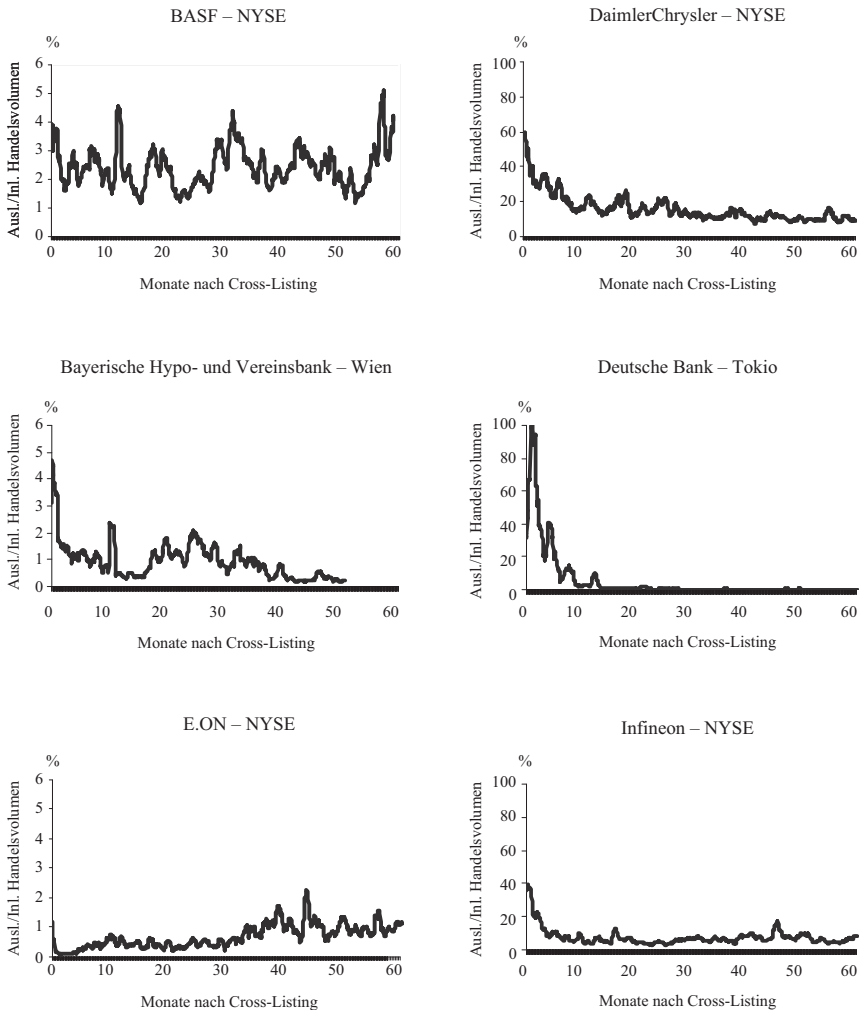 BASF – NYSE
%
Ausl./Inl. Handelsvolumen
6
5
4
3
2
1
0
0 10 20 30 40 50 60
Monate nach Cross-Listing
DaimlerChrysler – NYSE
%
Ausl./Inl. Handelsvolumen
100
80
60
40
20
0
0 10 20 30 40 50 60
Monate nach Cross-Listing
Bayerische Hypo- und Vereinsbank – Wien
%
Ausl./Inl. Handelsvolumen
6
5
4
3
2
1
0
0 10 20 30 40 50 60
Monate nach Cross-Listing
Deutsche Bank – Tokio
%
Ausl./Inl. Handelsvolumen
100
80
60
40
20
0
0 10 20 30 40 50 60
Monate nach Cross-Listing
E.ON – NYSE
%
Ausl./Inl. Handelsvolumen
6
5
4
3
2
1
0
0 10 20 30 40 50 60
Monate nach Cross-Listing
Infineon – NYSE
%
Ausl./Inl. Handelsvolumen
100
80
60
40
20
0
0 10 20 30 40 50 60
Monate nach Cross-Listing